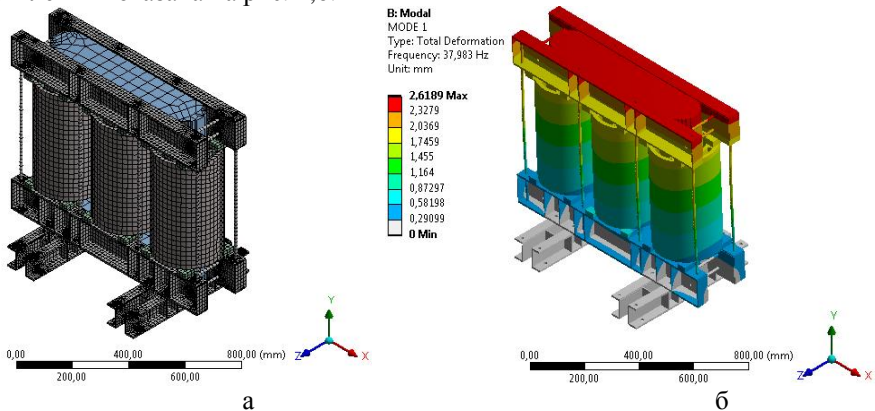 B: Modal
MODE 1
Type: Total Deformation
Frequency: 37,983 Hz
Unit: mm
2,6189 Max
2,3279
2,0369
1,7459
1,455
1,164
0,87297
0,58198
0,29099
0 Min
Y
Z
X
0,00 400,00 800,00 (mm)
200,00 600,00
Y
Z
X
0,00 400,00 800,00 (mm)
200,00 600,00
а
б